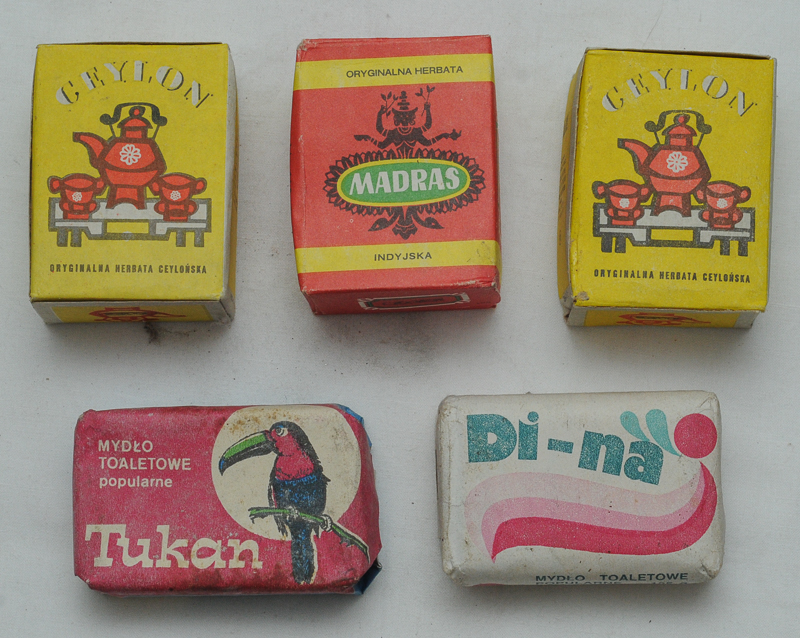 CEYLON
ORYGINALNA HERBATA CEYLOŃSKA
ORYGINALNA HERBATA
MADRAS
INDYJSKA
CEYLON
ORYGINALNA HERBATA CEYLOŃSKA
MYDŁO
TOALETOWE
popularne
Tukan
Di-na
MYDŁO TOALETOWE